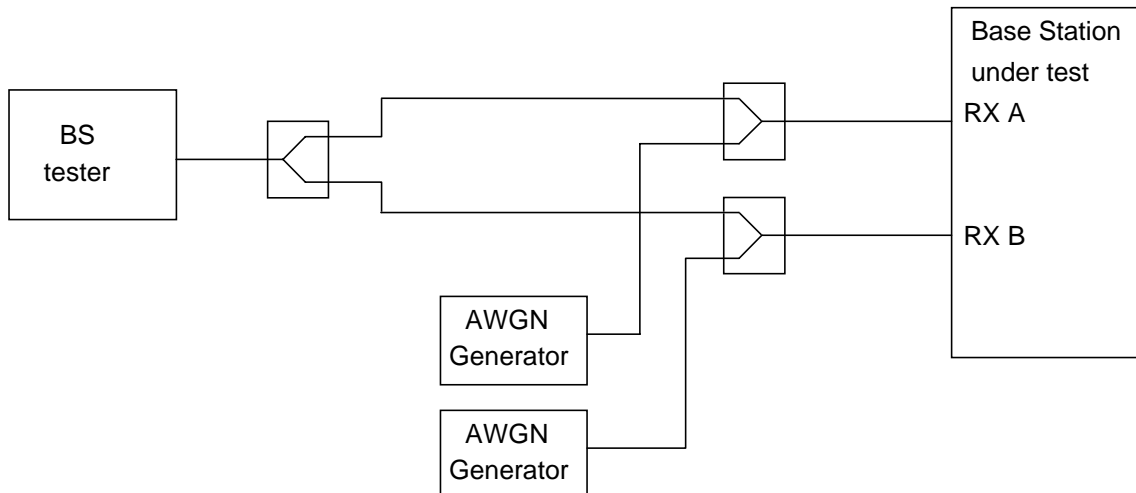 Base Station
under test
RX A
BS
tester
RX B
AWGN
Generator
AWGN
Generator